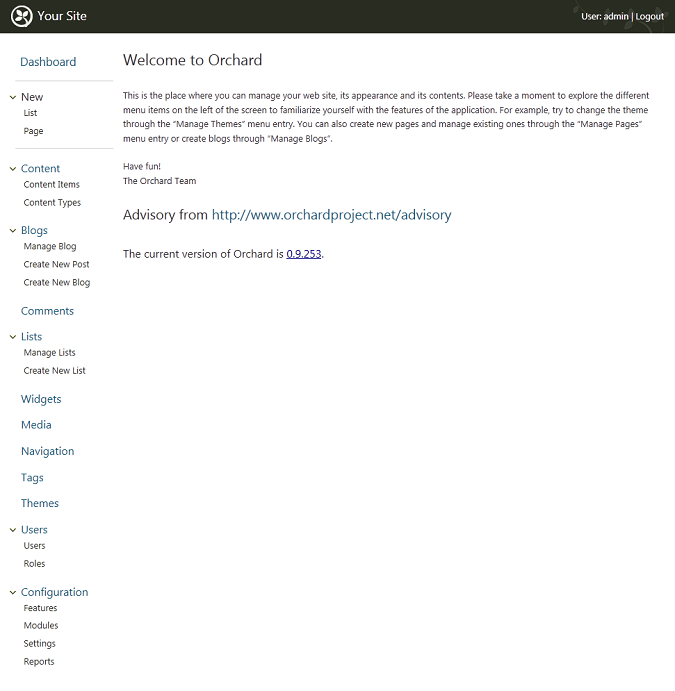 Your Site
User: admin | Logout
Dashboard
New
List
Page
Content
Content Items
Content Types
Blogs
Manage Blog
Create New Post
Create New Blog
Comments
Lists
Manage Lists
Create New List
Widgets
Media
Navigation
Tags
Themes
Users
Users
Roles
Configuration
Features
Modules
Settings
Reports
Welcome to Orchard
This is the place where you can manage your web site, its appearance and its contents. Please take a moment to explore the different
menu items on the left of the screen to familiarize yourself with the features of the application. For example, try to change the theme
through the “Manage Themes” menu entry. You can also create new pages and manage existing ones through the “Manage Pages”
menu entry or create blogs through “Manage Blogs”.
Have fun!
The Orchard Team
Advisory from http://www.orchardproject.net/advisory
The current version of Orchard is 0.9.253.